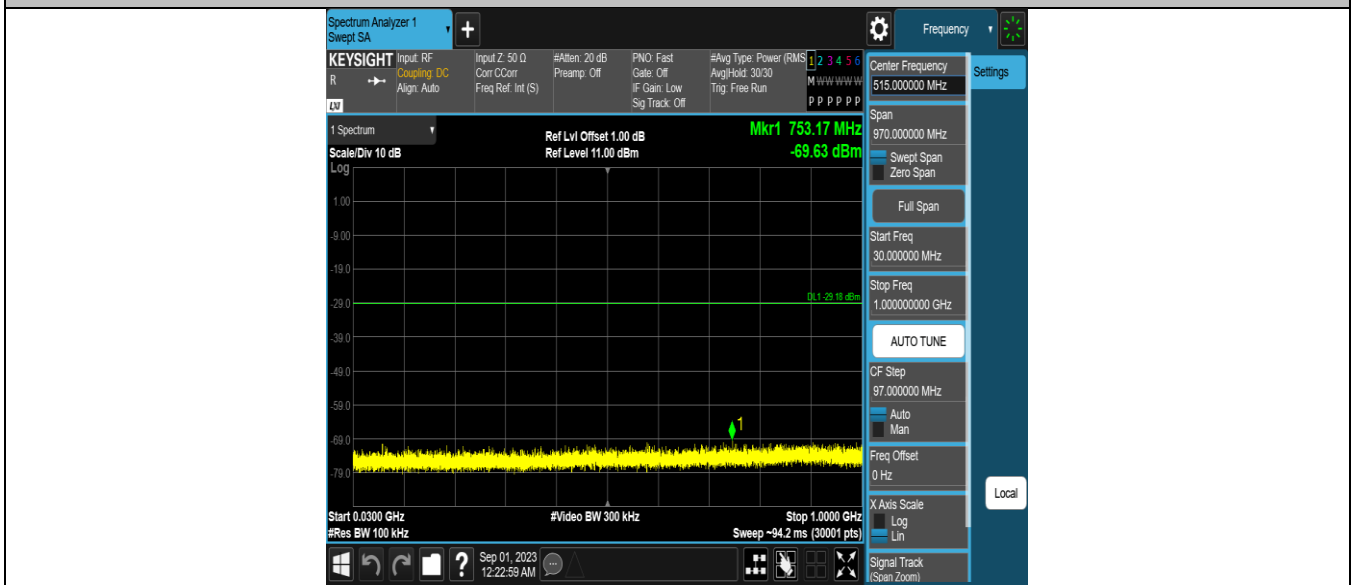 Spectrum Analyzer 1
Swept SA
+
Frequency
KEYSIGHT
R
LXI
Input: RF
Coupling: DC
Align: Auto
Input Z: 50 Ω
Corr CCorr
Freq Ref: Int (S)
#Atten: 20 dB
Preamp: Off
PNO: Fast
Gate: Off
IF Gain: Low
Sig Track: Off
#Avg Type: Power (RMS
Avg|Hold: 30/30
Trig: Free Run
1 2 3 4 5 6
M W W W W W
P P P P P P
1 Spectrum
Scale/Div 10 dB
Log
Ref Lvl Offset 1.00 dB
Ref Level 11.00 dBm
Mkr1 753.17 MHz
-69.63 dBm
1.00
-9.00
-19.0
-29.0
DL1 -29.18 dBm
-39.0
-49.0
-59.0
1
-69.0
-79.0
Start 0.0300 GHz
#Res BW 100 kHz
#Video BW 300 kHz
Stop 1.0000 GHz
Sweep ~94.2 ms (30001 pts)
?
Sep 01, 2023
12:22:59 AM
Center Frequency
515.000000 MHz
Settings
Span
970.000000 MHz
Swept Span
Zero Span
Full Span
Start Freq
30.000000 MHz
Stop Freq
1.000000000 GHz
AUTO TUNE
CF Step
97.000000 MHz
Auto
Man
Freq Offset
0 Hz
Local
X Axis Scale
Log
Lin
Signal Track
(Span Zoom)